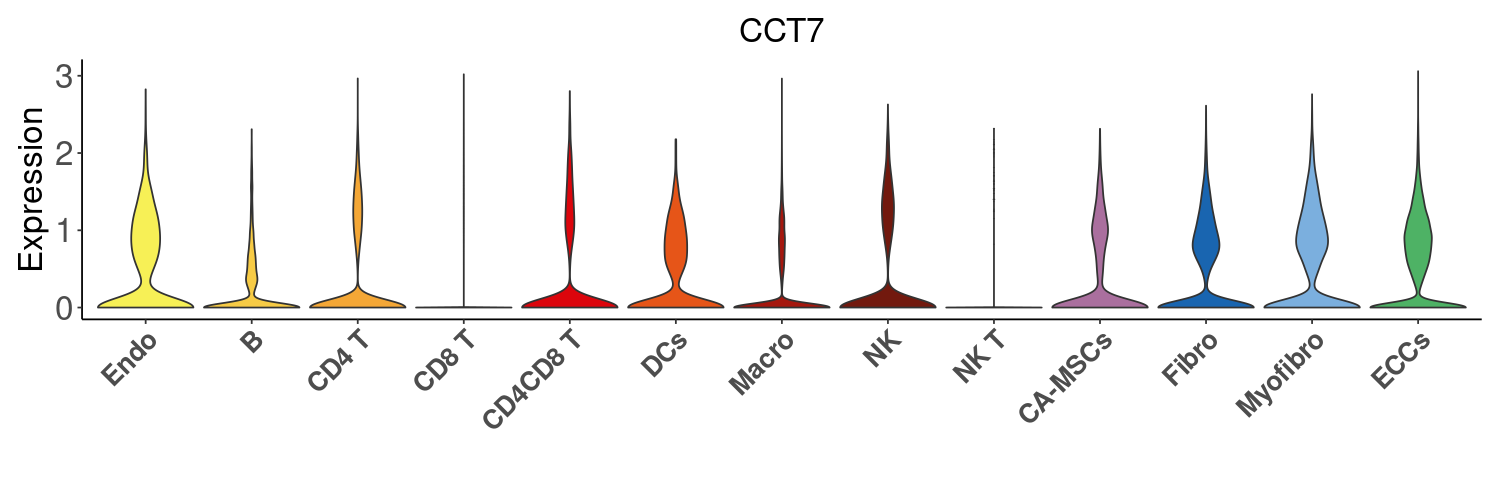 CCT7
Expression
3
2
1
0
Endo
B
CD4 T
CD8 T
CD4CD8 T
DCs
Macro
NK
NK T
CA-MSCs
Fibro
Myofibro
ECCs